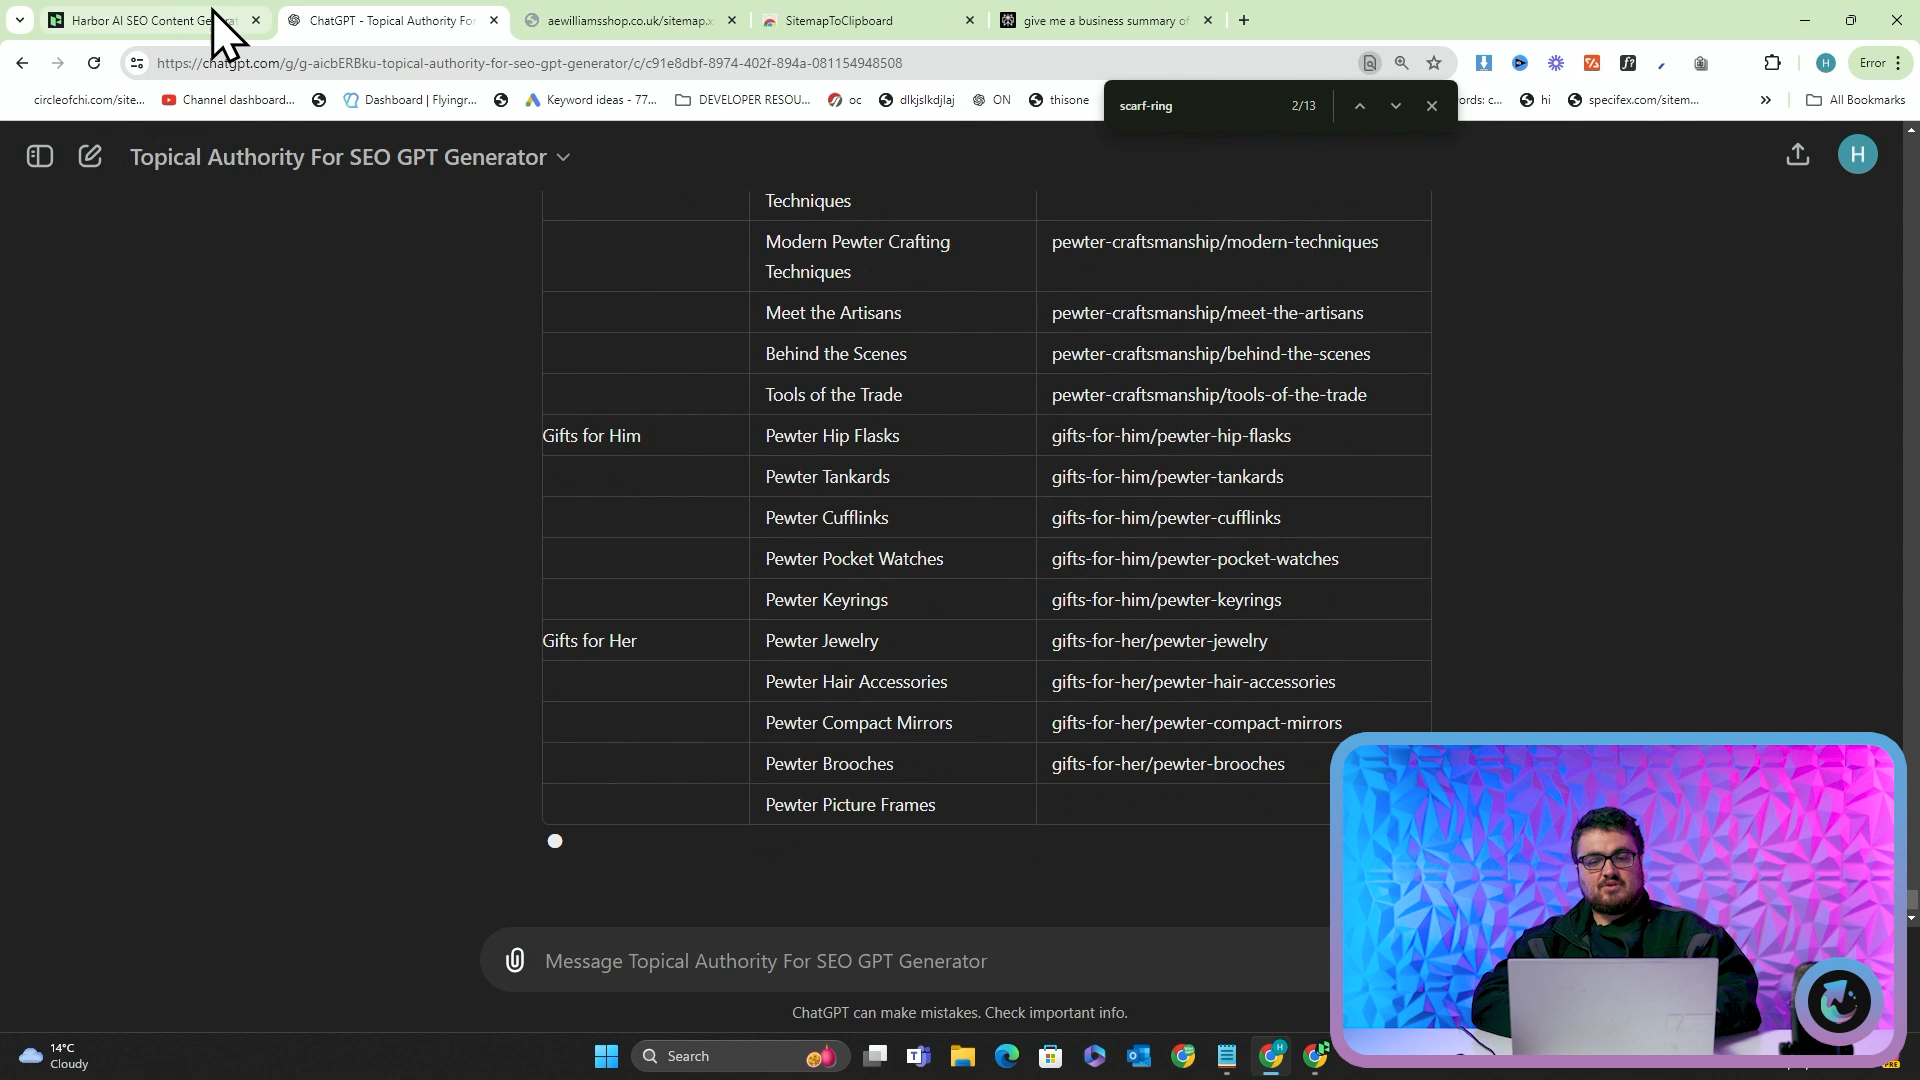 Harbor AI SEO Content Generat
ChatGPT - Topical Authority For
aewilliamsshop.co.uk/sitemap.x
SitemapToClipboard
give me a business summary of
https://chatgpt.com/g/g-aicbERBku-topical-authority-for-seo-gpt-generator/c/c91e8dbf-8974-402f-894a-081154948508
H
Error
circleofchi.com/site...
Channel dashboard...
Dashboard | Flyingr...
Keyword ideas - 77...
DEVELOPER RESOU...
oc
dlkjslkdjlaj
ON
thisone
scarf-ring
2/13
ords: c...
hi
specifex.com/sitem...
All Bookmarks
Topical Authority For SEO GPT Generator
H
Techniques
Modern Pewter Crafting
Techniques
pewter-craftsmanship/modern-techniques
Meet the Artisans
pewter-craftsmanship/meet-the-artisans
Behind the Scenes
pewter-craftsmanship/behind-the-scenes
Tools of the Trade
pewter-craftsmanship/tools-of-the-trade
Gifts for Him
Pewter Hip Flasks
gifts-for-him/pewter-hip-flasks
Pewter Tankards
gifts-for-him/pewter-tankards
Pewter Cufflinks
gifts-for-him/pewter-cufflinks
Pewter Pocket Watches
gifts-for-him/pewter-pocket-watches
Pewter Keyrings
gifts-for-him/pewter-keyrings
Gifts for Her
Pewter Jewelry
gifts-for-her/pewter-jewelry
Pewter Hair Accessories
gifts-for-her/pewter-hair-accessories
Pewter Compact Mirrors
gifts-for-her/pewter-compact-mirrors
Pewter Brooches
gifts-for-her/pewter-brooches
Pewter Picture Frames
Message Topical Authority For SEO GPT Generator
ChatGPT can make mistakes. Check important info.
14°C
Cloudy
Search
PRE